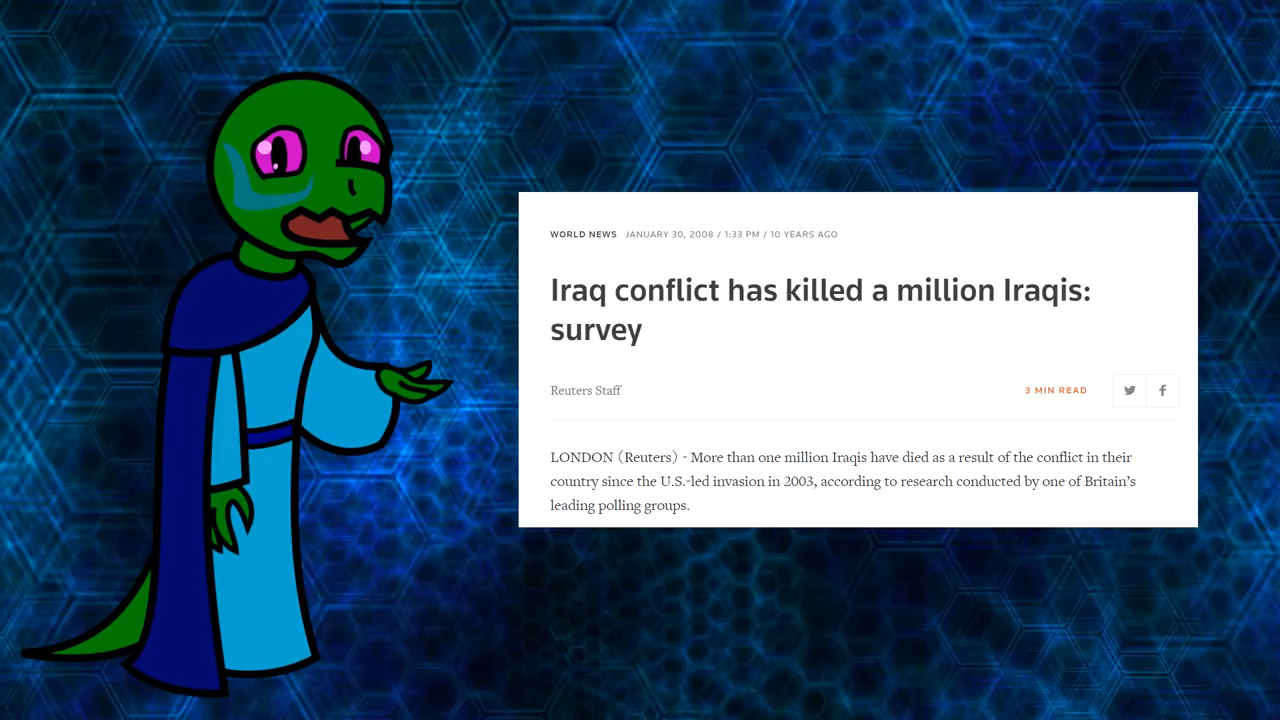 WORLD NEWS JANUARY 30, 2008 / 1:33 PM / 10 YEARS AGO
Iraq conflict has killed a million Iraqis:
survey
Reuters Staff 3 MIN READ
LONDON (Reuters) - More than one million Iraqis have died as a result of the conflict in their
country since the U.S.-led invasion in 2003, according to research conducted by one of Britain’s
leading polling groups.